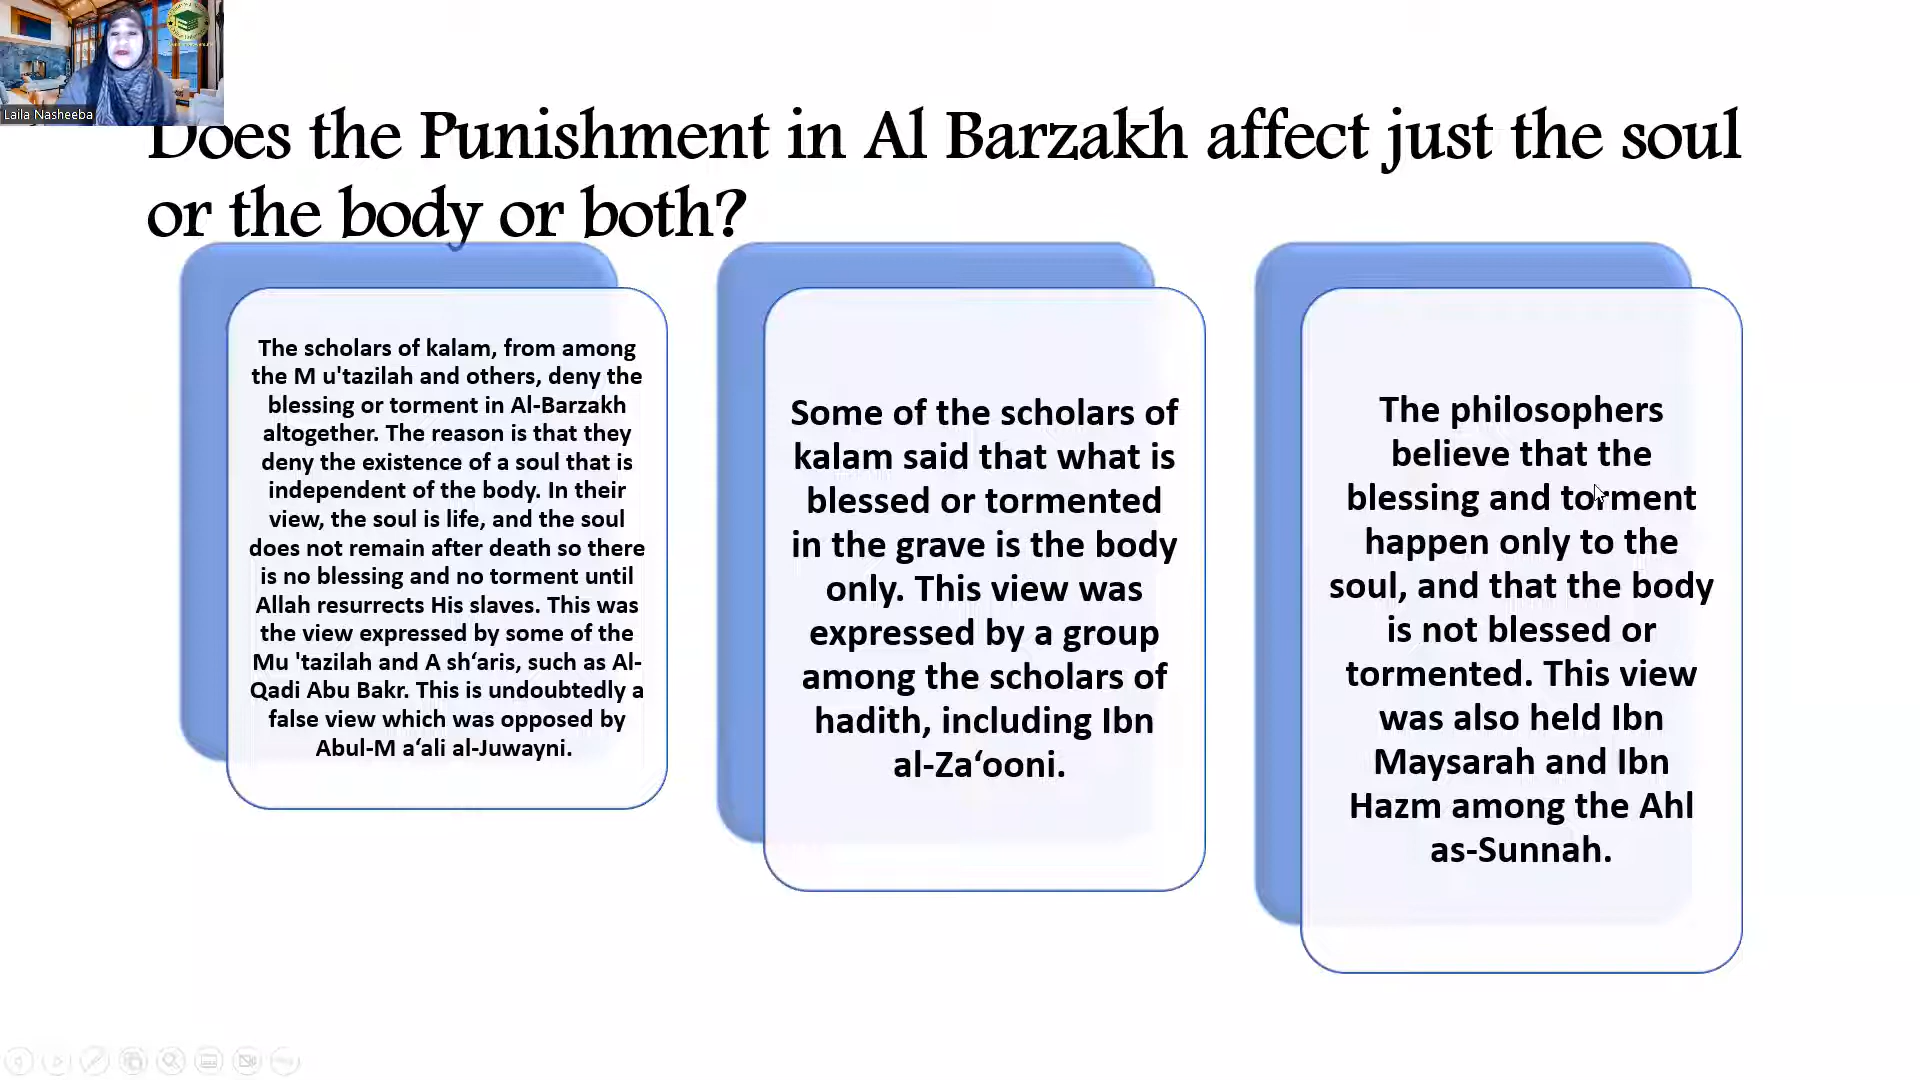 Laila Nasheeba
Does the Punishment in Al Barzakh affect just the soul
or the body or both?
The scholars of kalam, from among
the M u'tazilah and others, deny the
blessing or torment in Al-Barzakh
altogether. The reason is that they
deny the existence of a soul that is
independent of the body. In their
view, the soul is life, and the soul
does not remain after death so there
is no blessing and no torment until
Allah resurrects His slaves. This was
the view expressed by some of the
Mu 'tazilah and A sh‘aris, such as Al-
Qadi Abu Bakr. This is undoubtedly a
false view which was opposed by
Abul-M a‘ali al-Juwayni.
Some of the scholars of
kalam said that what is
blessed or tormented
in the grave is the body
only. This view was
expressed by a group
among the scholars of
hadith, including Ibn
al-Za‘ooni.
The philosophers
believe that the
blessing and torment
happen only to the
soul, and that the body
is not blessed or
tormented. This view
was also held Ibn
Maysarah and Ibn
Hazm among the Ahl
as-Sunnah.